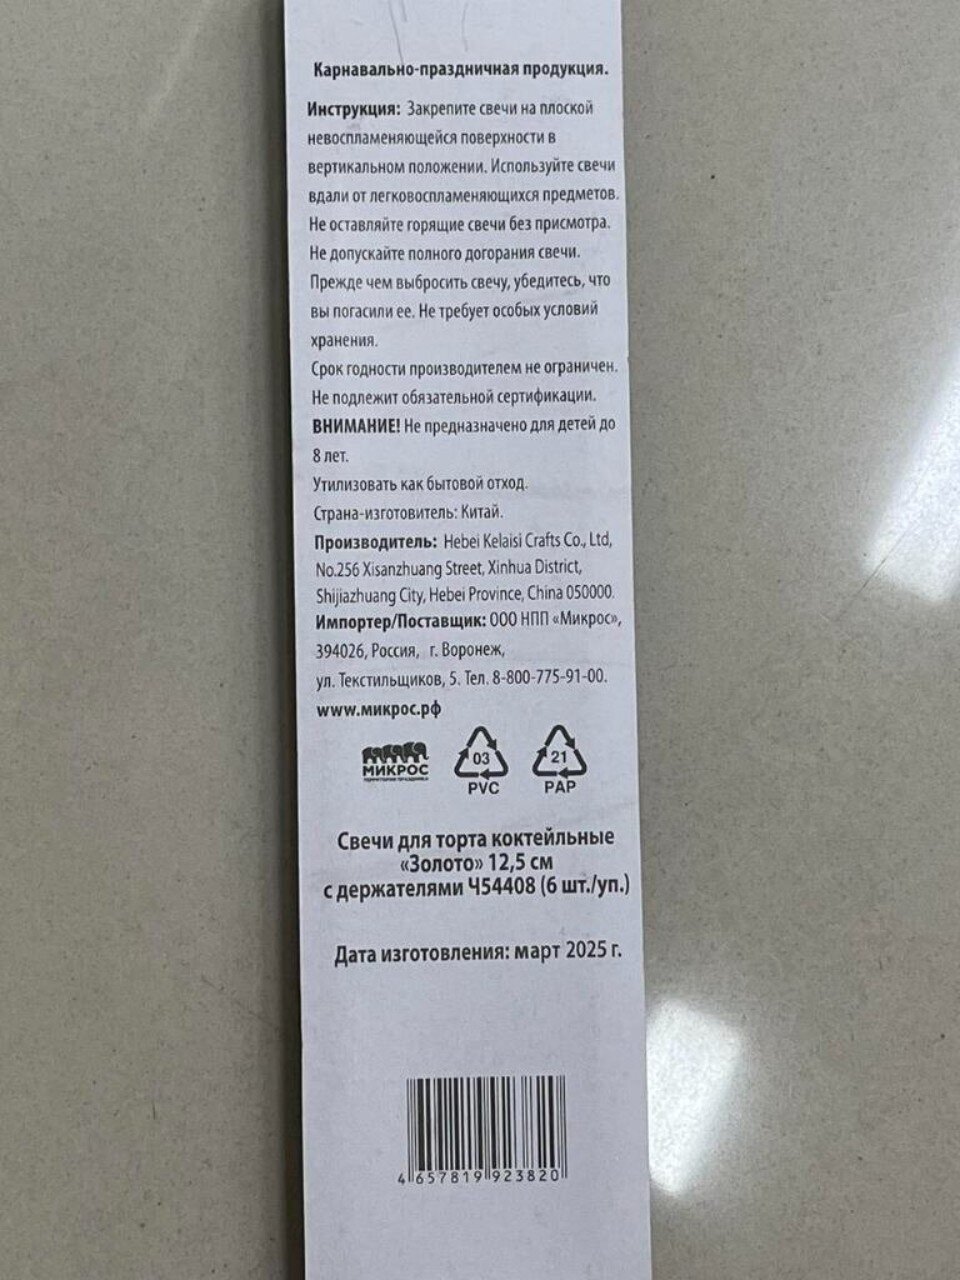 Карнавально-праздничная продукция.
Инструкция: Закрепите свечи на плоской
невоспламеняющейся поверхности в
вертикальном положении. Используйте свечи
вдали от легковоспламеняющихся предметов.
Не оставляйте горящие свечи без присмотра.
Не допускайте полного догорания свечи.
Прежде чем выбросить свечу, убедитесь, что
вы погасили ее. Не требует особых условий
хранения.
Срок годности производителем не ограничен.
Не подлежит обязательной сертификации.
ВНИМАНИЕ! Не предназначено для детей до
8 лет.
Утилизовать как бытовой отход.
Страна-изготовитель: Китай.
Производитель: Hebei Kelaisi Crafts Co., Ltd,
No.256 Xisanzhuang Street, Xinhua District,
Shijiazhuang City, Hebei Province, China 050000.
Импортер/Поставщик: ООО НПП «Микрос»,
394026, Россия, г. Воронеж,
ул. Текстильщиков, 5. Тел. 8-800-775-91-00.
www.микрос.рф
МИКРОС
03
PVC
21
PAP
Свечи для торта коктейльные
«Золото» 12,5 см
с держателями Ч54408 (6 шт./уп.)
Дата изготовления: март 2025 г.
4 657819 923820